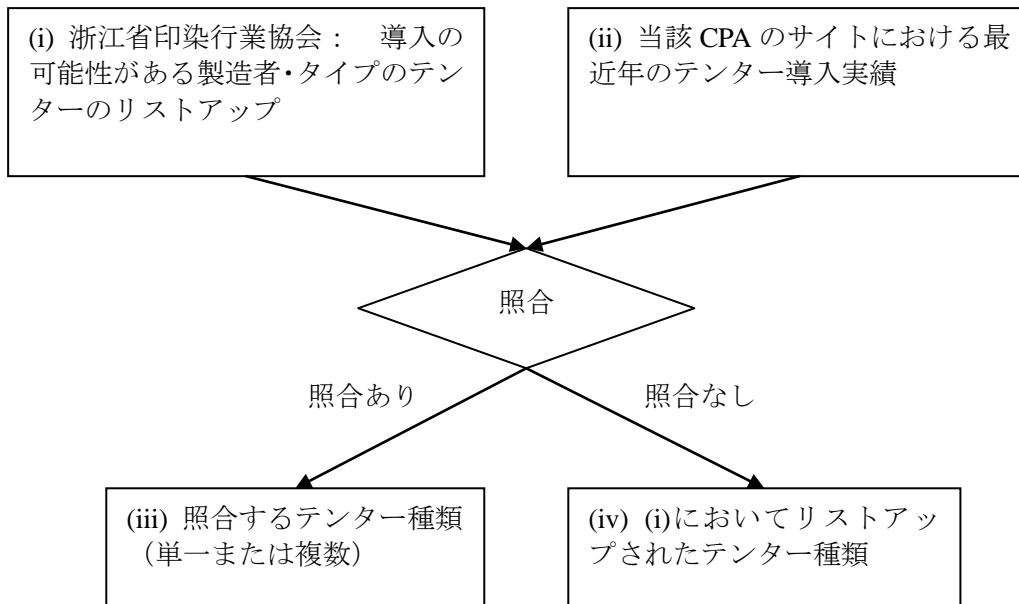 (i) 浙江省印染行業協会： 導入の
可能性がある製造者・タイプのテン
ターのリストアップ
(ii) 当該 CPA のサイトにおける最
近年のテンター導入実績
照合
照合あり
照合なし
(iii) 照合するテンター種類
（単一または複数）
(iv) (i)においてリストアッ
プされたテンター種類